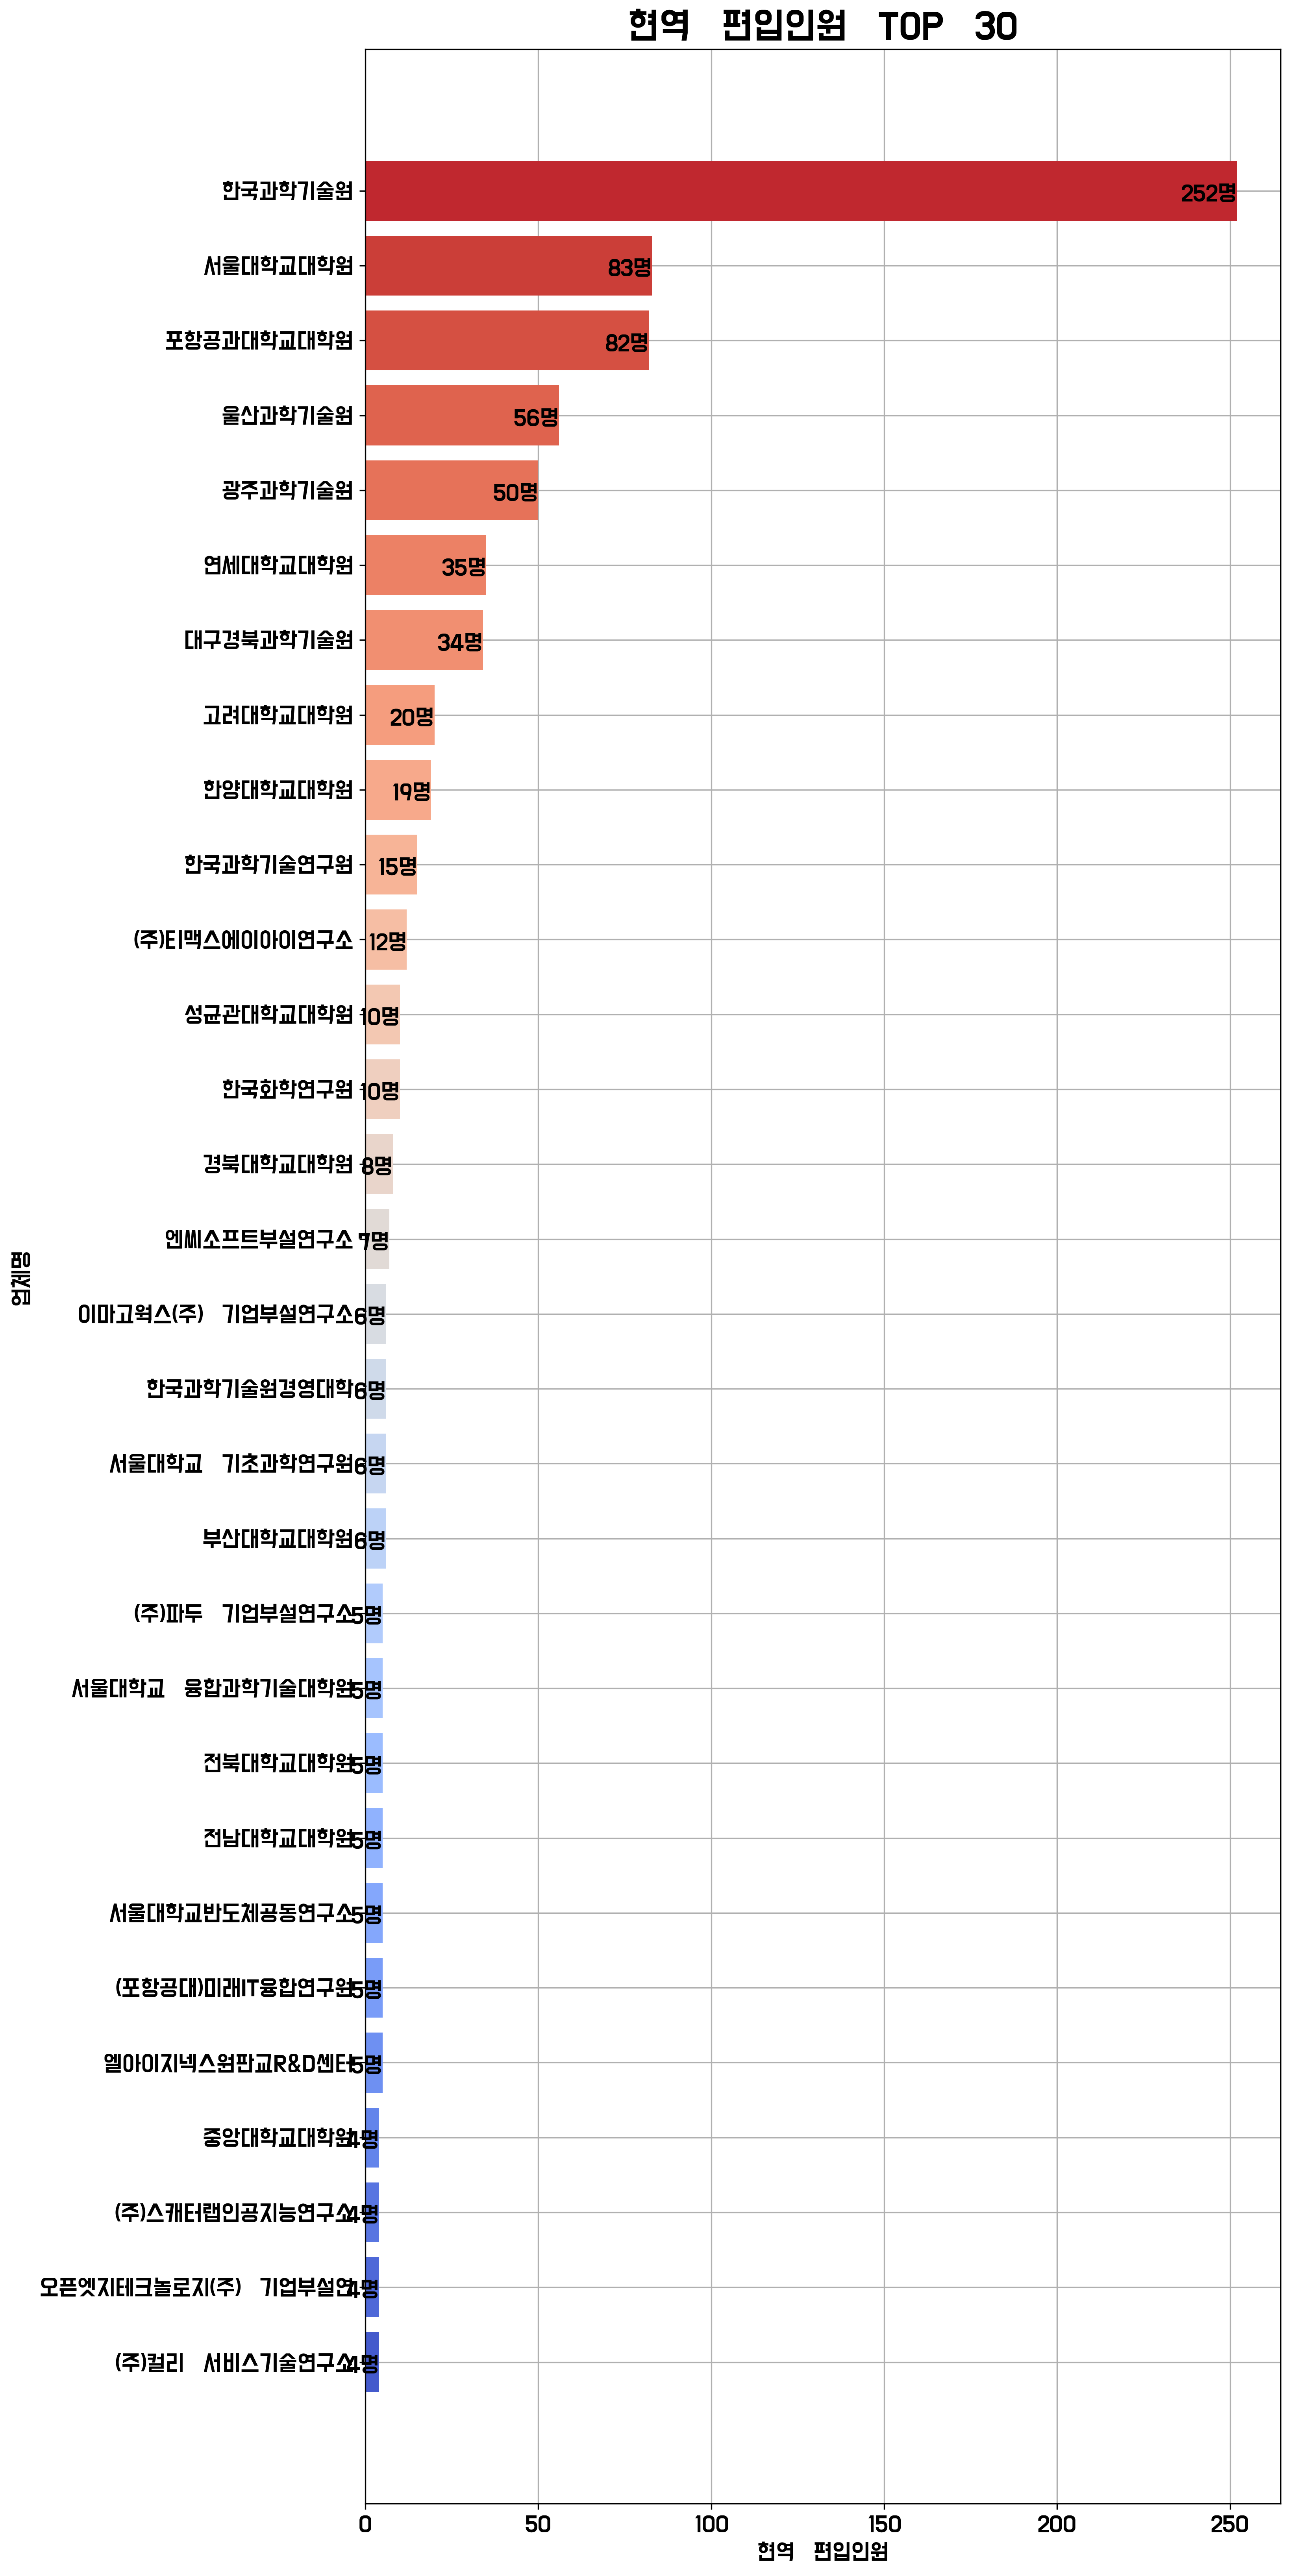 현역 편입인원 TOP 30
한국과학기술원 252명
서울대학교대학원 83명
포항공과대학교대학원 82명
울산과학기술원 56명
광주과학기술원 50명
연세대학교대학원 35명
대구경북과학기술원 34명
고려대학교대학원 20명
한양대학교대학원 19명
한국과학기술연구원 15명
(주)티맥스에이아이연구소 12명
성균관대학교대학원 10명
한국화학연구원 10명
경북대학교대학원 8명
엔씨소프트부설연구소 7명
업체명
이마고웍스(주) 기업부설연구소 6명
한국과학기술원경영대학 6명
서울대학교 기초과학연구원 6명
부산대학교대학원 6명
(주)파두 기업부설연구소 5명
서울대학교 융합과학기술대학원 5명
전북대학교대학원 5명
전남대학교대학원 5명
서울대학교반도체공동연구소 5명
(포항공대)미래IT융합연구원 5명
엘아이지넥스원판교R&D센터 5명
중앙대학교대학원 4명
(주)스캐터랩인공지능연구소 4명
오픈엣지테크놀로지(주) 기업부설연 4명
(주)컬리 서비스기술연구소 4명
0 50 100 150 200 250
현역 편입인원